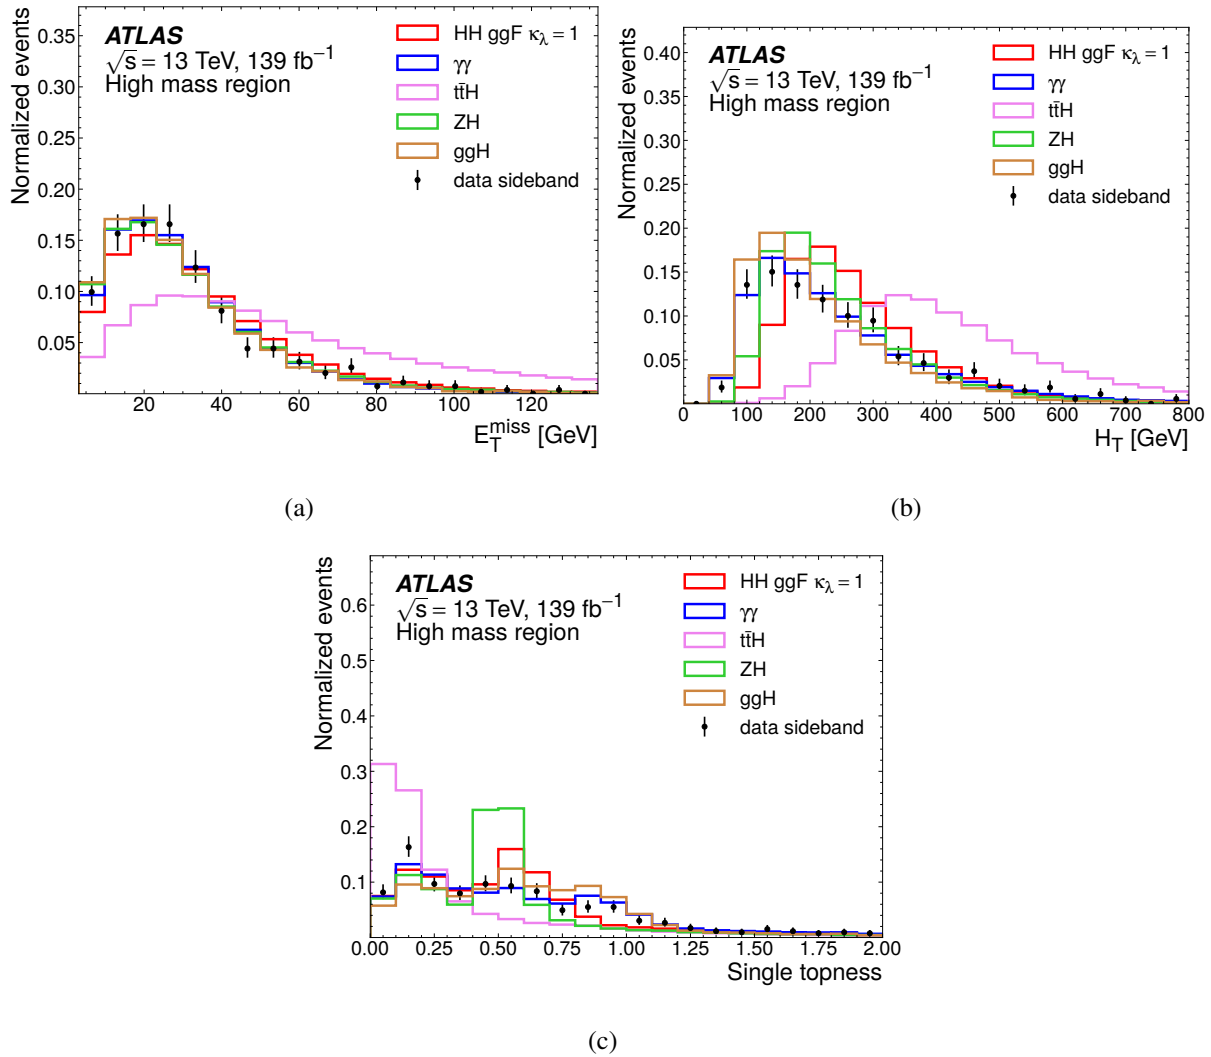 Normalized events
0.35
0.30
0.25
0.20
0.15
0.10
0.05
ATLAS
√s = 13 TeV, 139 fb⁻¹
High mass region
HH ggF κλ = 1
γγ
tt̄H
ZH
ggH
data sideband
20 40 60 80 100 120
E_T^miss [GeV]
(a)
Normalized events
0.40
0.35
0.30
0.25
0.20
0.15
0.10
0.05
ATLAS
√s = 13 TeV, 139 fb⁻¹
High mass region
HH ggF κλ = 1
γγ
tt̄H
ZH
ggH
data sideband
0 100 200 300 400 500 600 700 800
H_T [GeV]
(b)
Normalized events
0.6
0.5
0.4
0.3
0.2
0.1
ATLAS
√s = 13 TeV, 139 fb⁻¹
High mass region
HH ggF κλ = 1
γγ
tt̄H
ZH
ggH
data sideband
0.00 0.25 0.50 0.75 1.00 1.25 1.50 1.75 2.00
Single topness
(c)